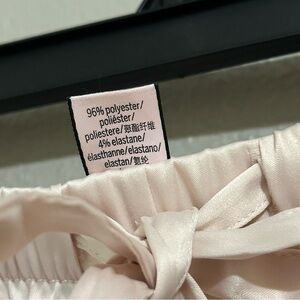 96% polyester/
poliéster/
poliestere/聚酯纤维
4% elastane/
élasthanne/elastano/
elastan/氨纶